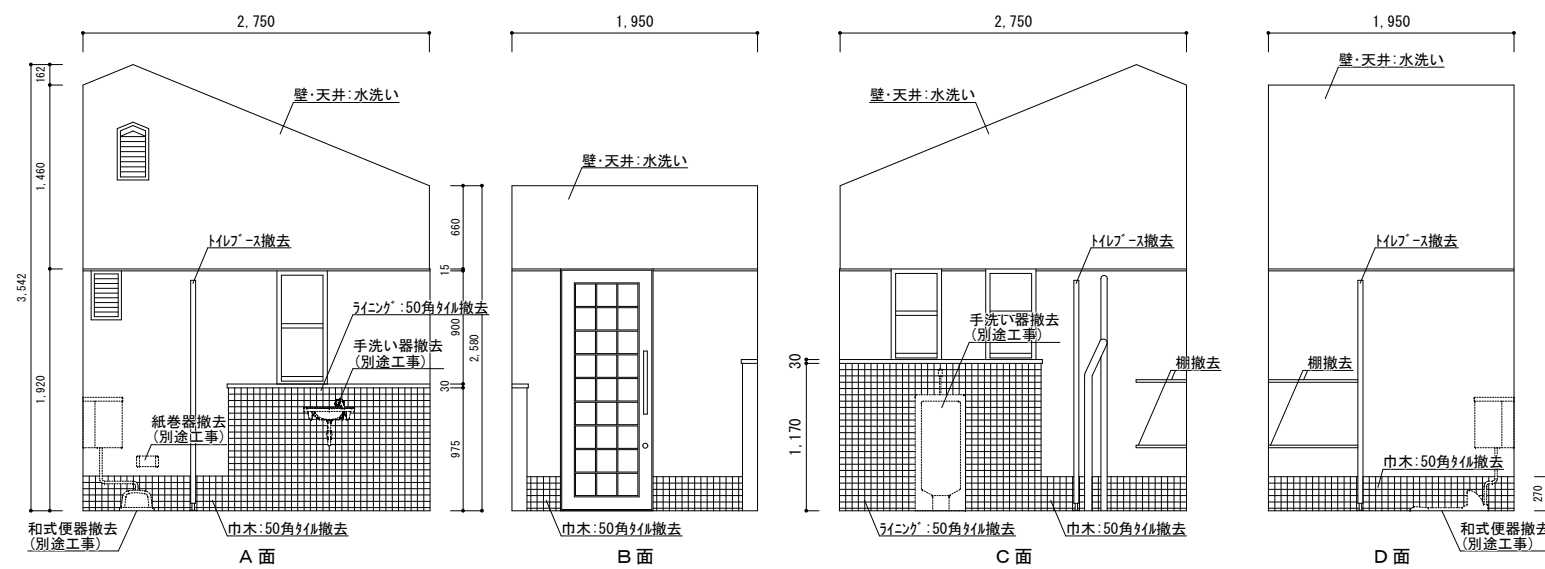 2,750
162
1,460
1,920
3,542
壁・天井:水洗い
ﾄｲﾚﾌﾞｰｽ撤去
ﾗｲﾆﾝｸﾞ:50角ﾀｲﾙ撤去
手洗い器撤去
(別途工事)
紙巻器撤去
(別途工事)
和式便器撤去
(別途工事)
巾木:50角ﾀｲﾙ撤去
660
15
900
30
975
2,580
A面
1,950
壁・天井:水洗い
巾木:50角ﾀｲﾙ撤去
B面
2,750
壁・天井:水洗い
ﾄｲﾚﾌﾞｰｽ撤去
手洗い器撤去
(別途工事)
棚撤去
30
1,170
ﾗｲﾆﾝｸﾞ:50角ﾀｲﾙ撤去
巾木:50角ﾀｲﾙ撤去
C面
1,950
壁・天井:水洗い
ﾄｲﾚﾌﾞｰｽ撤去
棚撤去
巾木:50角ﾀｲﾙ撤去
270
和式便器撤去
(別途工事)
D面